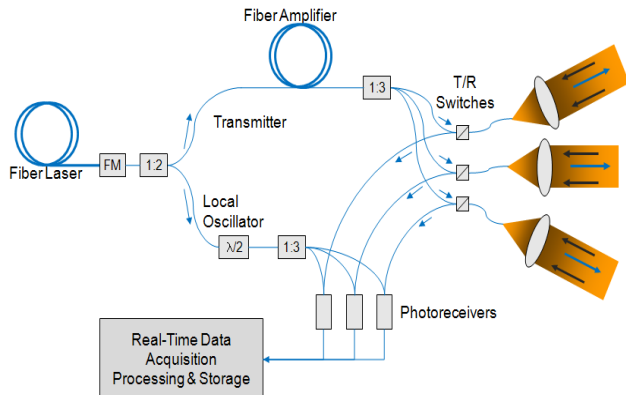 Fiber Amplifier
1:3
T/R
Switches
Transmitter
Fiber Laser
FM
1:2
Local
Oscillator
λ/2
1:3
Photoreceivers
Real-Time Data
Acquisition
Processing & Storage